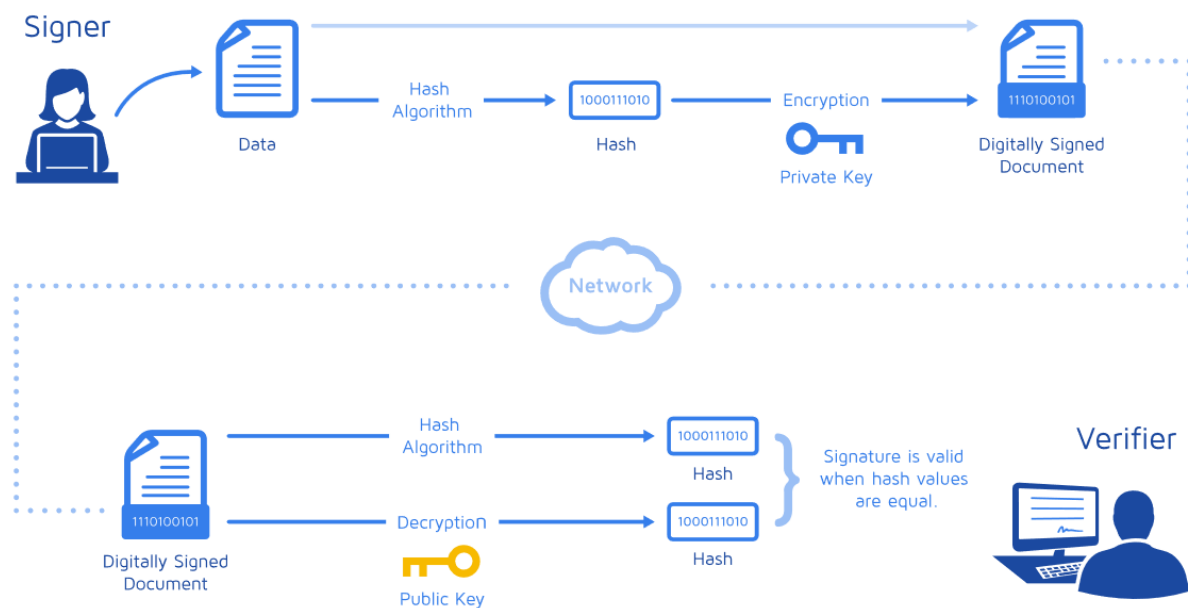 Signer
Data
Hash
Algorithm
1000111010
Hash
Encryption
Private Key
1110100101
Digitally Signed
Document
Network
1110100101
Digitally Signed
Document
Hash
Algorithm
1000111010
Hash
Decryption
Public Key
1000111010
Hash
Signature is valid
when hash values
are equal.
Verifier